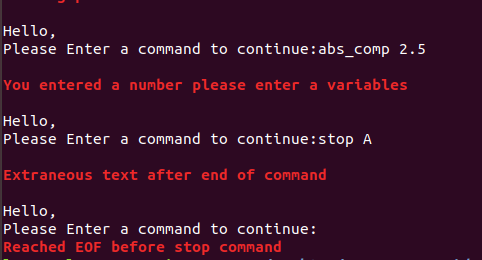 Hello,
Please Enter a command to continue:abs_comp 2.5
You entered a number please enter a variables
Hello,
Please Enter a command to continue:stop A
Extraneous text after end of command
Hello,
Please Enter a command to continue:
Reached EOF before stop command